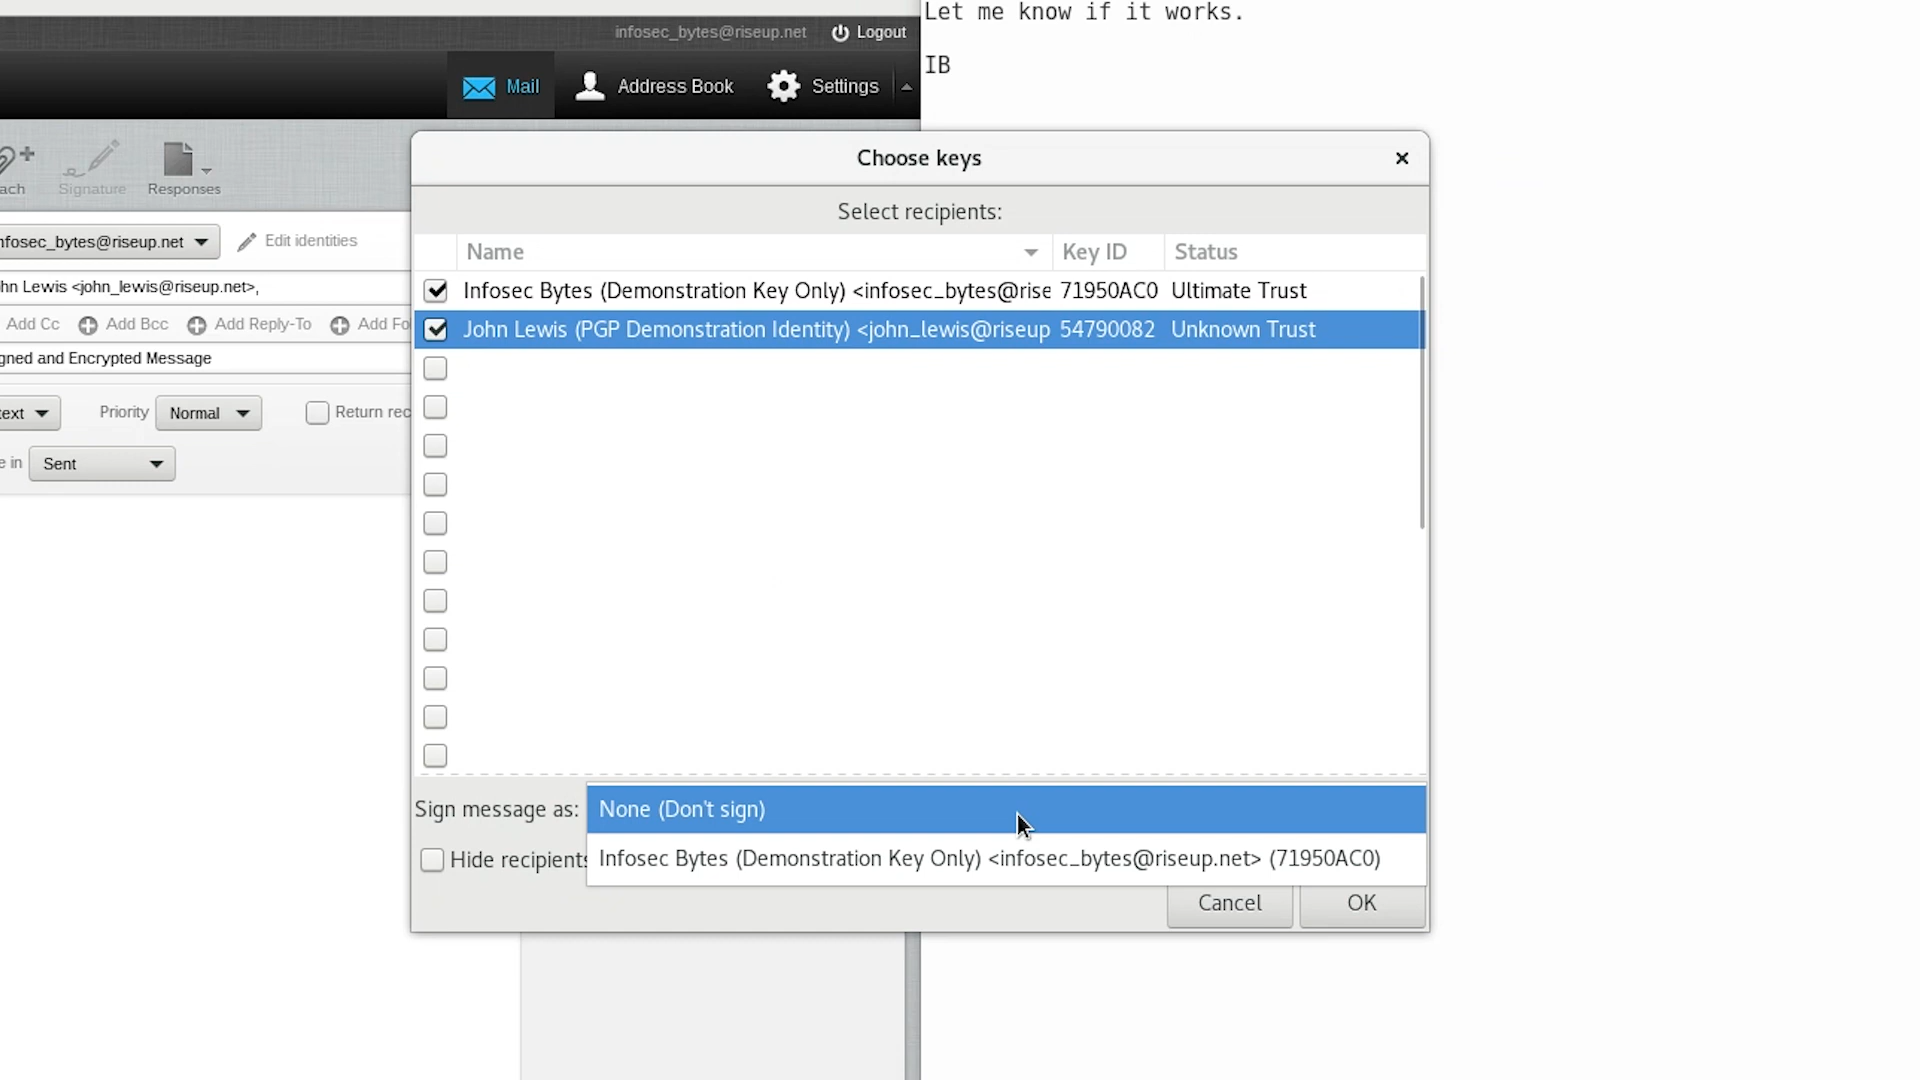 Let me know if it works.
IB
infosec_bytes@riseup.net Logout
Mail Address Book Settings
ach Signature Responses
nfosec_bytes@riseup.net Edit identities
hn Lewis <john_lewis@riseup.net>,
Add Cc Add Bcc Add Reply-To Add Fo
gned and Encrypted Message
ext Priority Normal Return rec
e in Sent
Choose keys
Select recipients:
Name Key ID Status
Infosec Bytes (Demonstration Key Only) <infosec_bytes@rise 71950AC0 Ultimate Trust
John Lewis (PGP Demonstration Identity) <john_lewis@riseup 54790082 Unknown Trust
Sign message as: None (Don't sign)
Hide recipients Infosec Bytes (Demonstration Key Only) <infosec_bytes@riseup.net> (71950AC0)
Cancel OK